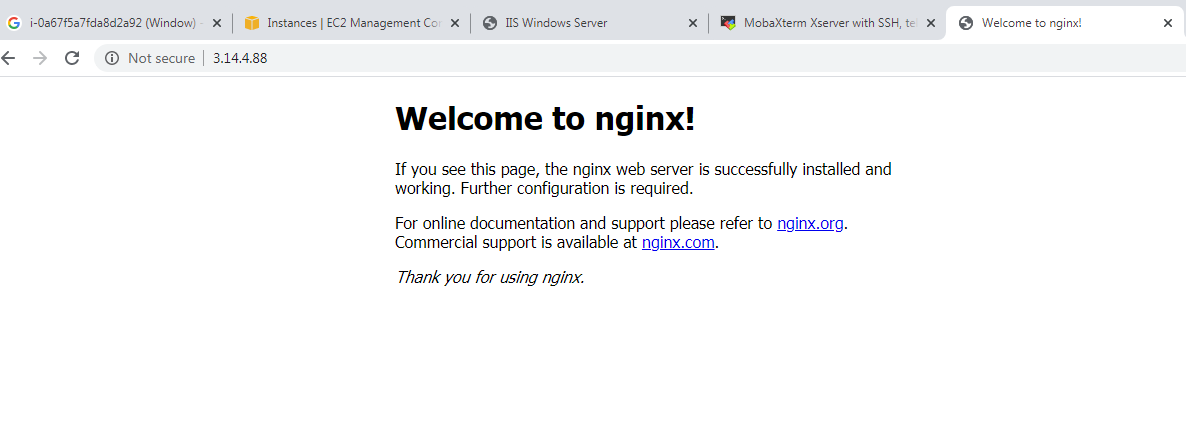 i-0a67f5a7fda8d2a92 (Window) -
Instances | EC2 Management Con
IIS Windows Server
MobaXterm Xserver with SSH, tel
Welcome to nginx!
Not secure
3.14.4.88
Welcome to nginx!
If you see this page, the nginx web server is successfully installed and
working. Further configuration is required.
For online documentation and support please refer to nginx.org.
Commercial support is available at nginx.com.
Thank you for using nginx.